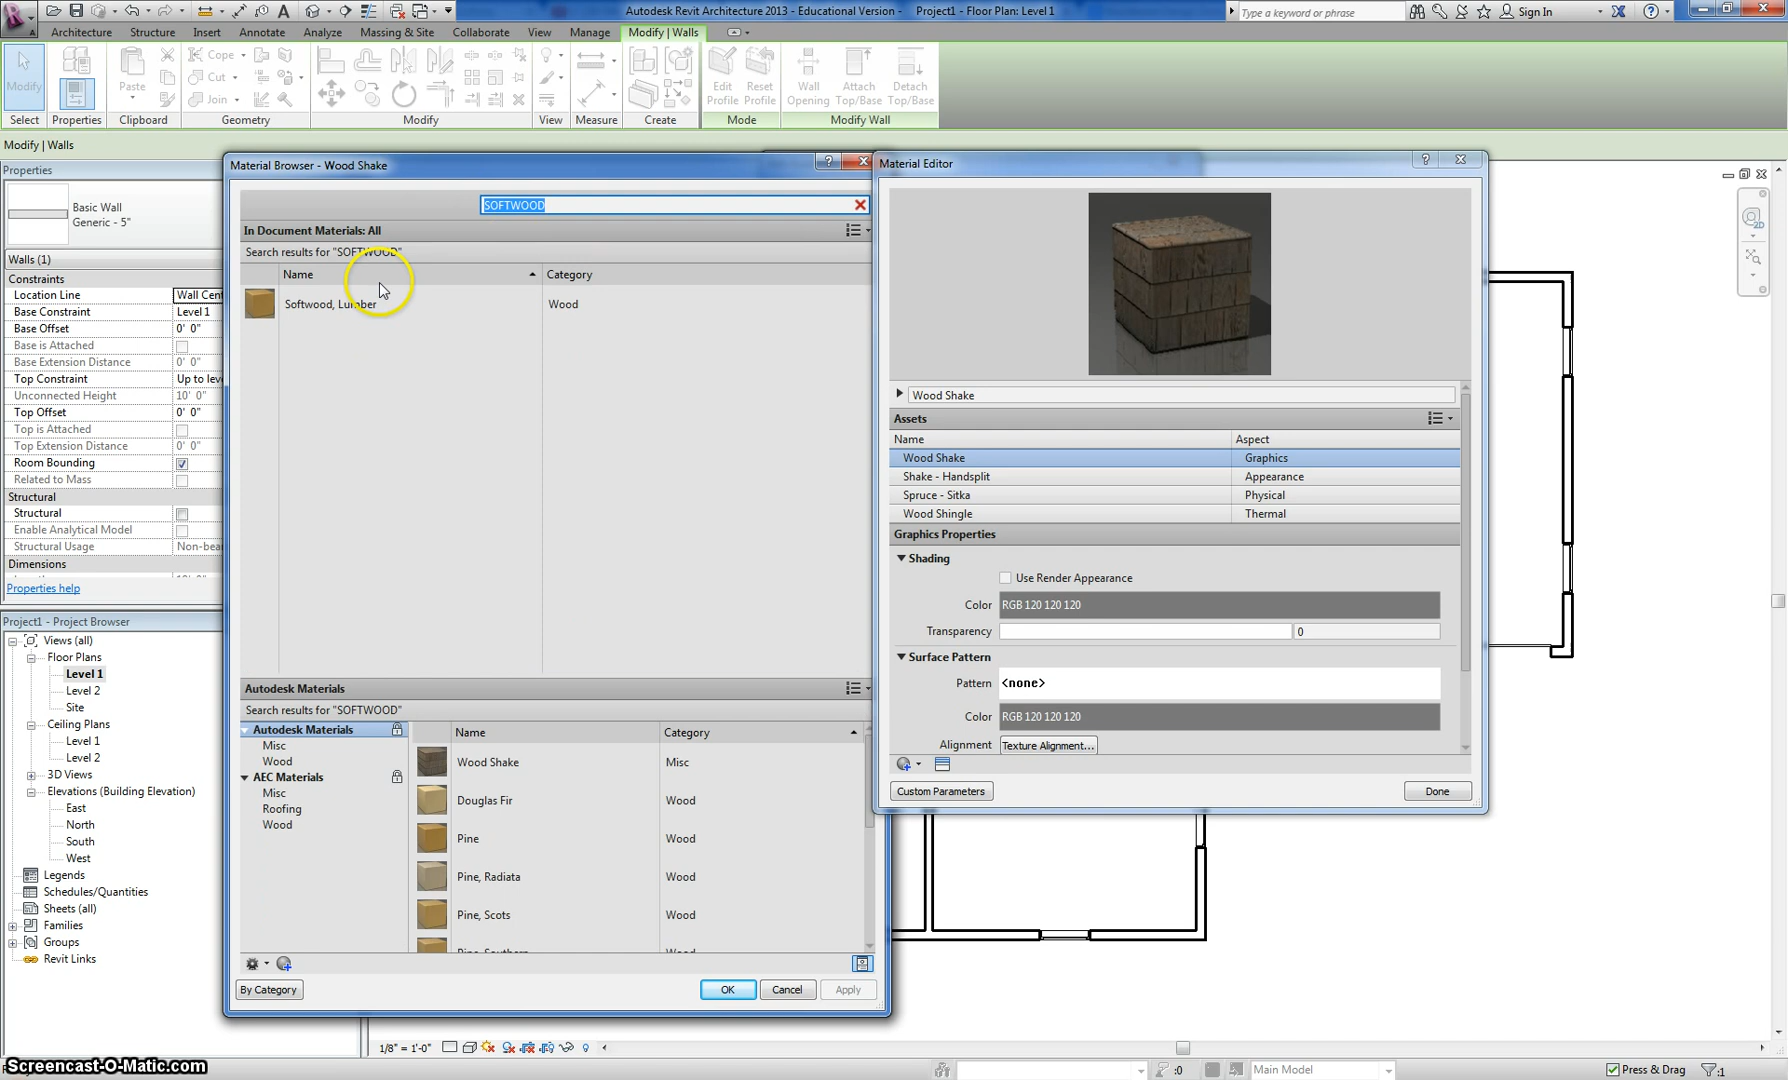 Autodesk Revit Architecture 2013 - Educational Version - Project1 - Floor Plan: Level 1
Type a keyword or phrase
Sign In
Architecture Structure Insert Annotate Analyze Massing & Site Collaborate View Manage Modify | Walls
Modify
Paste
Cope
Cut
Join
Edit Profile
Reset Profile
Wall Opening
Attach Top/Base
Detach Top/Base
Select Properties Clipboard Geometry Modify View Measure Create Mode Modify Wall
Modify | Walls
Properties
Basic Wall
Generic - 5"
Walls (1)
Constraints
Location Line Wall Cent
Base Constraint Level 1
Base Offset 0' 0"
Base is Attached
Base Extension Distance 0' 0"
Top Constraint Up to leve
Unconnected Height 10' 0"
Top Offset 0' 0"
Top is Attached
Top Extension Distance 0' 0"
Room Bounding
Related to Mass
Structural
Structural
Enable Analytical Model
Structural Usage Non-bear
Dimensions
Properties help
Project1 - Project Browser
Views (all)
Floor Plans
Level 1
Level 2
Site
Ceiling Plans
Level 1
Level 2
3D Views
Elevations (Building Elevation)
East
North
South
West
Legends
Schedules/Quantities
Sheets (all)
Families
Groups
Revit Links
Material Browser - Wood Shake
SOFTWOOD
In Document Materials: All
Search results for "SOFTWOOD"
Name Category
Softwood, Lumber Wood
Autodesk Materials
Search results for "SOFTWOOD"
Autodesk Materials
Misc
Wood
AEC Materials
Misc
Roofing
Wood
Name Category
Wood Shake Misc
Douglas Fir Wood
Pine Wood
Pine, Radiata Wood
Pine, Scots Wood
Pine, Southern Wood
By Category OK Cancel Apply
Material Editor
Wood Shake
Assets
Name Aspect
Wood Shake Graphics
Shake - Handsplit Appearance
Spruce - Sitka Physical
Wood Shingle Thermal
Graphics Properties
Shading
Use Render Appearance
Color RGB 120 120 120
Transparency 0
Surface Pattern
Pattern <none>
Color RGB 120 120 120
Alignment Texture Alignment...
Custom Parameters Done
2D
1/8" = 1'-0"
Screencast-O-Matic.com
:0
Main Model
Press & Drag
:1